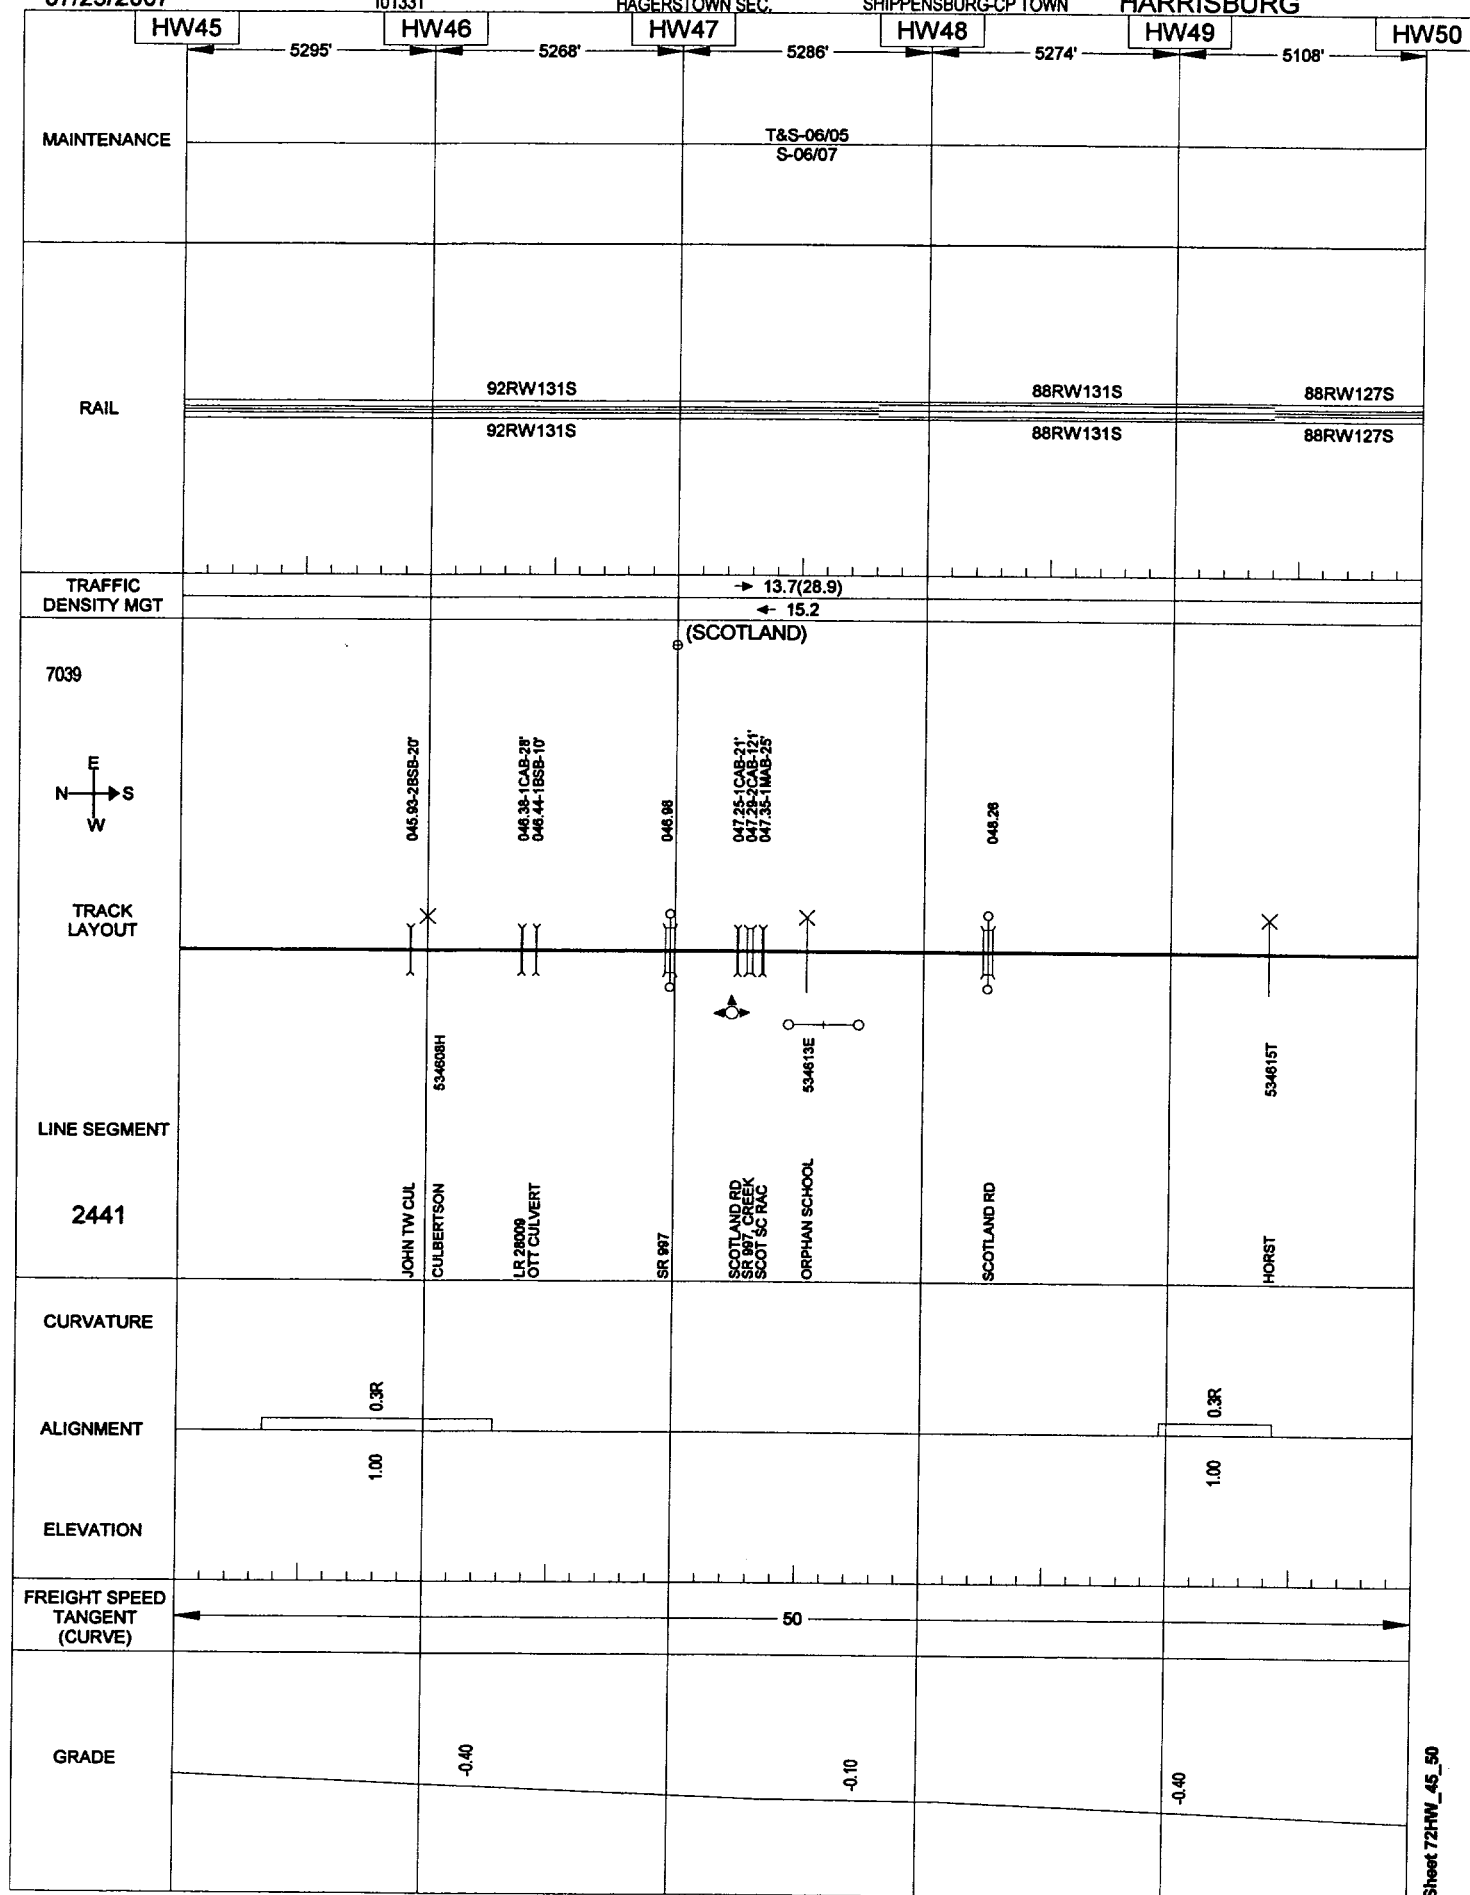 101331 HAGERSTOWN SEC. SHIPPENSBURG-CP TOWN HARRISBURG
HW45 HW46 HW47 HW48 HW49 HW50
5295' 5268' 5286' 5274' 5108'
MAINTENANCE
T&S-06/05
S-06/07
RAIL
92RW131S 88RW131S 88RW127S
92RW131S 88RW131S 88RW127S
TRAFFIC
DENSITY MGT
13.7(28.9)
15.2
(SCOTLAND)
7039
E
N S
W
045.93-2BSB-20'
046.38-1CAB-28'
046.44-1BSB-10'
046.98
047.25-1CAB-21'
047.29-2CAB-121'
047.35-1MAB-25'
048.26
TRACK
LAYOUT
534608H
534613E
534615T
LINE SEGMENT
2441
JOHN TW CUL
CULBERTSON
LR 28009
OTT CULVERT
SR 997
SCOTLAND RD
SR 997, CREEK
SCOT SC RAC
ORPHAN SCHOOL
SCOTLAND RD
HORST
CURVATURE
0.3R 0.3R
ALIGNMENT
1.00 1.00
ELEVATION
FREIGHT SPEED
TANGENT
(CURVE)
50
GRADE
-0.40
-0.10
-0.40
Sheet 72HW_45_50